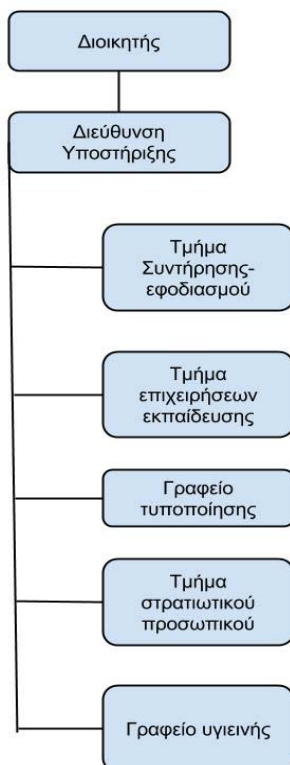 Διοικητής
Διεύθυνση
Υποστήριξης
Τμήμα
Συντήρησης-
εφοδιασμού
Τμήμα
επιχειρήσεων
εκπαίδευσης
Γραφείο
τυποποίησης
Τμήμα
στρατιωτικού
προσωπικού
Γραφείο υγιεινής